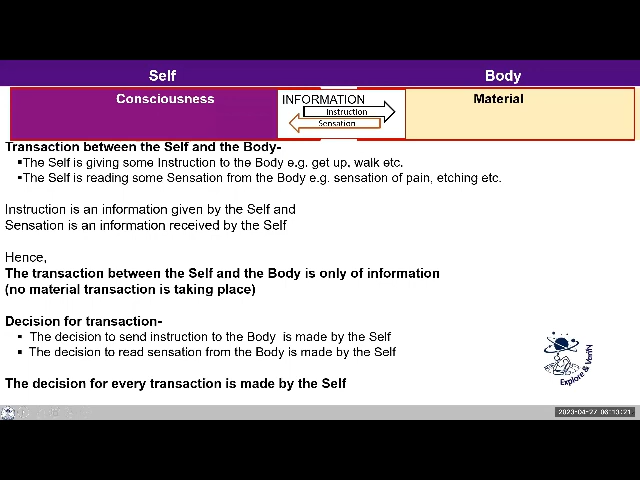 Self
Body
Consciousness
INFORMATION
Material
Instruction
Sensation
Transaction between the Self and the Body-
▪The Self is giving some Instruction to the Body e.g. get up, walk etc.
▪The Self is reading some Sensation from the Body e.g. sensation of pain, etching etc.
Instruction is an information given by the Self and
Sensation is an information received by the Self
Hence,
The transaction between the Self and the Body is only of information
(no material transaction is taking place)
Decision for transaction-
▪ The decision to send instruction to the Body is made by the Self
▪ The decision to read sensation from the Body is made by the Self
The decision for every transaction is made by the Self
Explore & Verify
2023-04-27 06:13:21